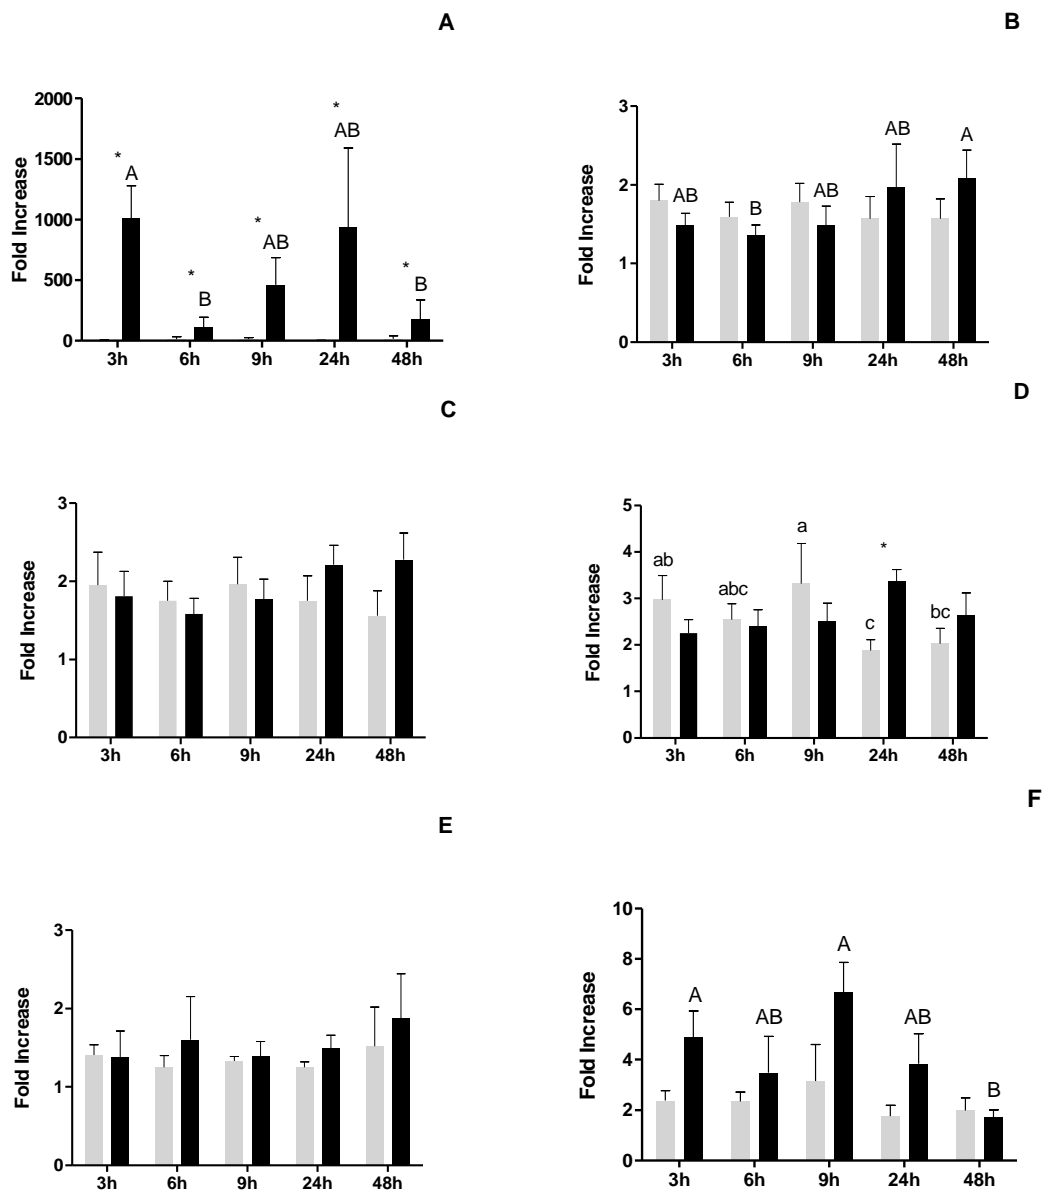 A
Fold Increase
2000
1500
1000
500
0
* A
* B
* AB
* AB
* B
3h 6h 9h 24h 48h
B
Fold Increase
3
2
1
0
AB B AB AB A
3h 6h 9h 24h 48h
C
Fold Increase
3
2
1
0
3h 6h 9h 24h 48h
D
Fold Increase
5
4
3
2
1
0
ab abc a c * bc
3h 6h 9h 24h 48h
E
Fold Increase
3
2
1
0
3h 6h 9h 24h 48h
F
Fold Increase
10
8
6
4
2
0
A AB A AB B
3h 6h 9h 24h 48h